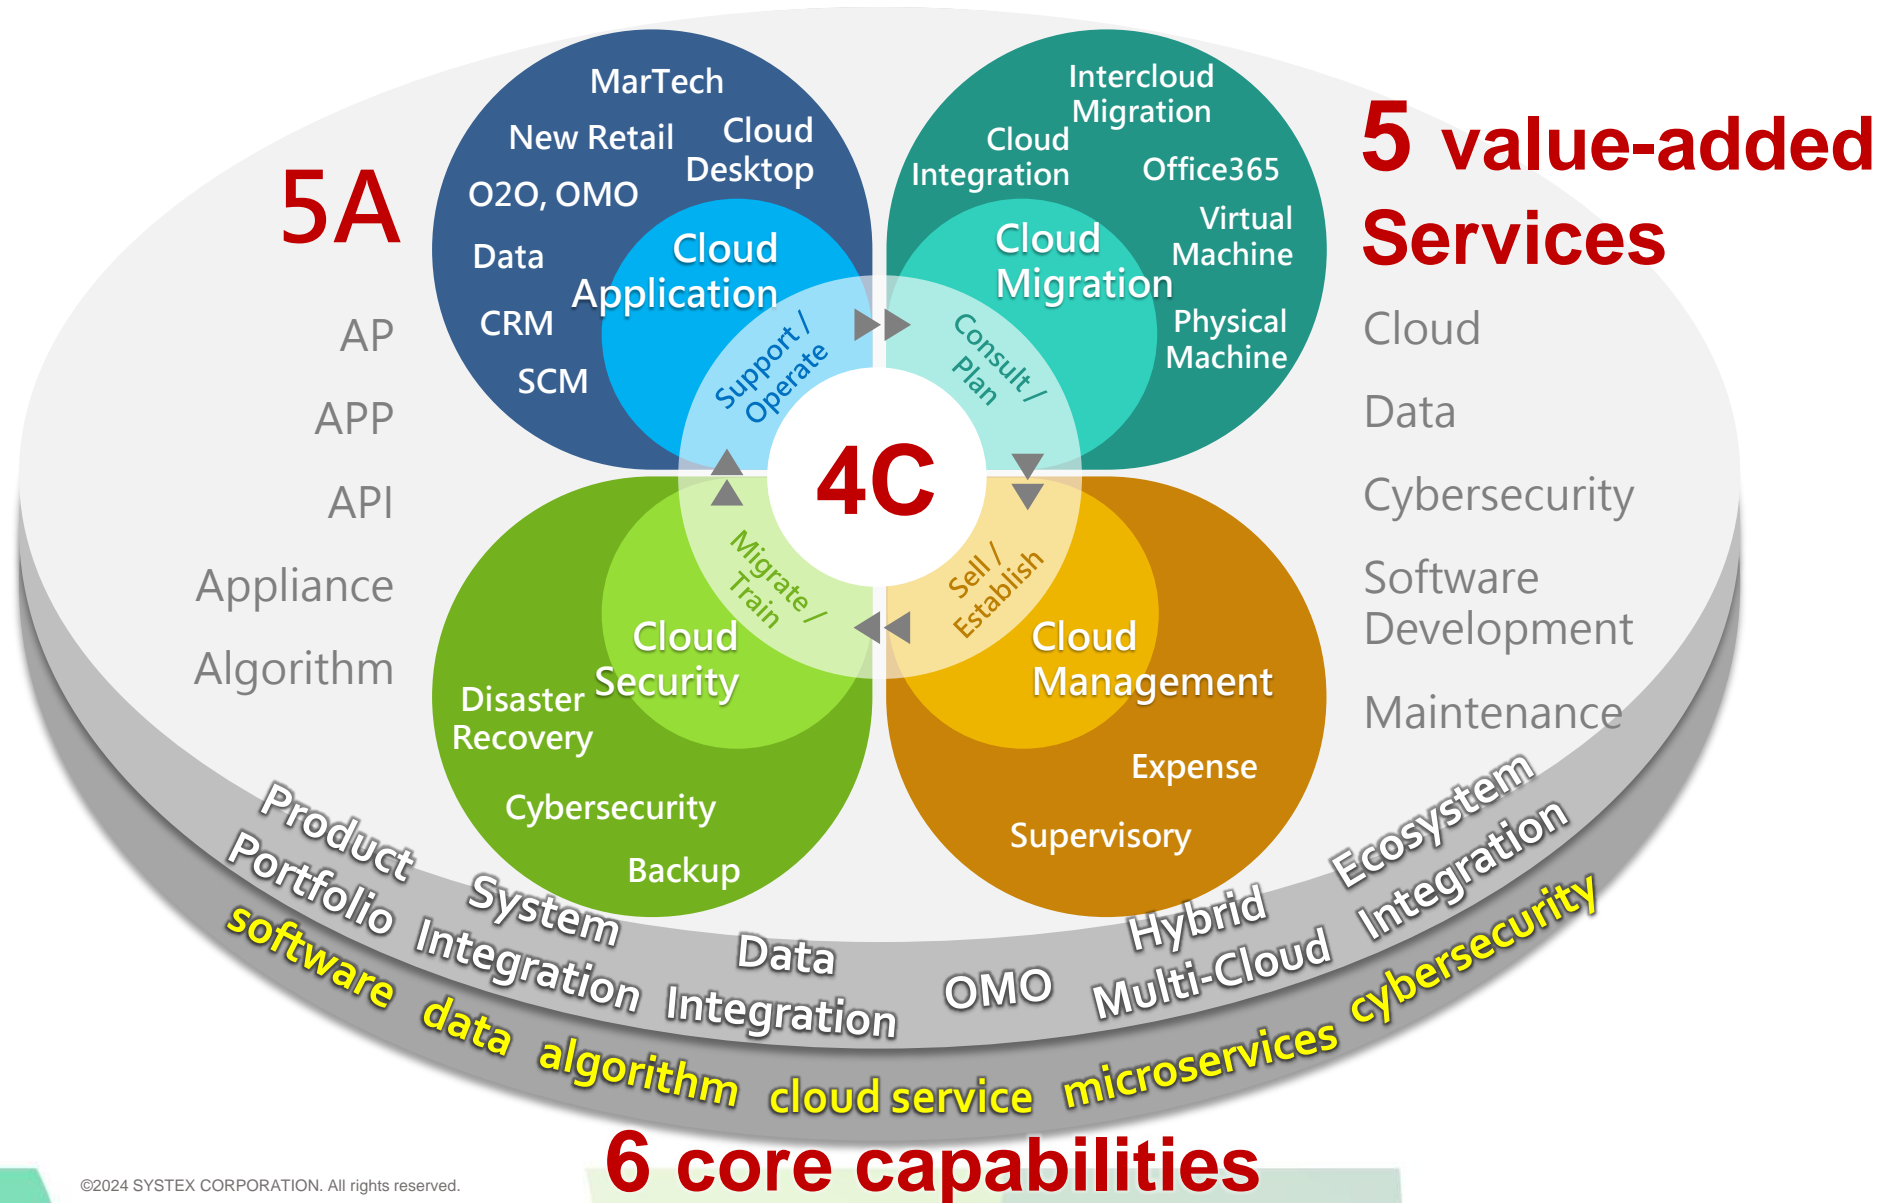 5A
AP
APP
API
Appliance
Algorithm
MarTech
New Retail
Cloud
Desktop
O2O, OMO
Data
CRM
SCM
Cloud
Application
Intercloud
Migration
Cloud
Integration
Office365
Virtual
Machine
Physical
Machine
Cloud
Migration
Support /
Operate
Consult /
Plan
4C
Migrate /
Train
Sell /
Establish
Cloud
Security
Disaster
Recovery
Cybersecurity
Backup
Cloud
Management
Expense
Supervisory
5 value-added
Services
Cloud
Data
Cybersecurity
Software
Development
Maintenance
Product
Portfolio
System
Integration
Data
Integration
OMO
Hybrid
Multi-Cloud
Ecosystem
Integration
software
data
algorithm
cloud service
microservices
cybersecurity
6 core capabilities
©2024 SYSTEX CORPORATION. All rights reserved.